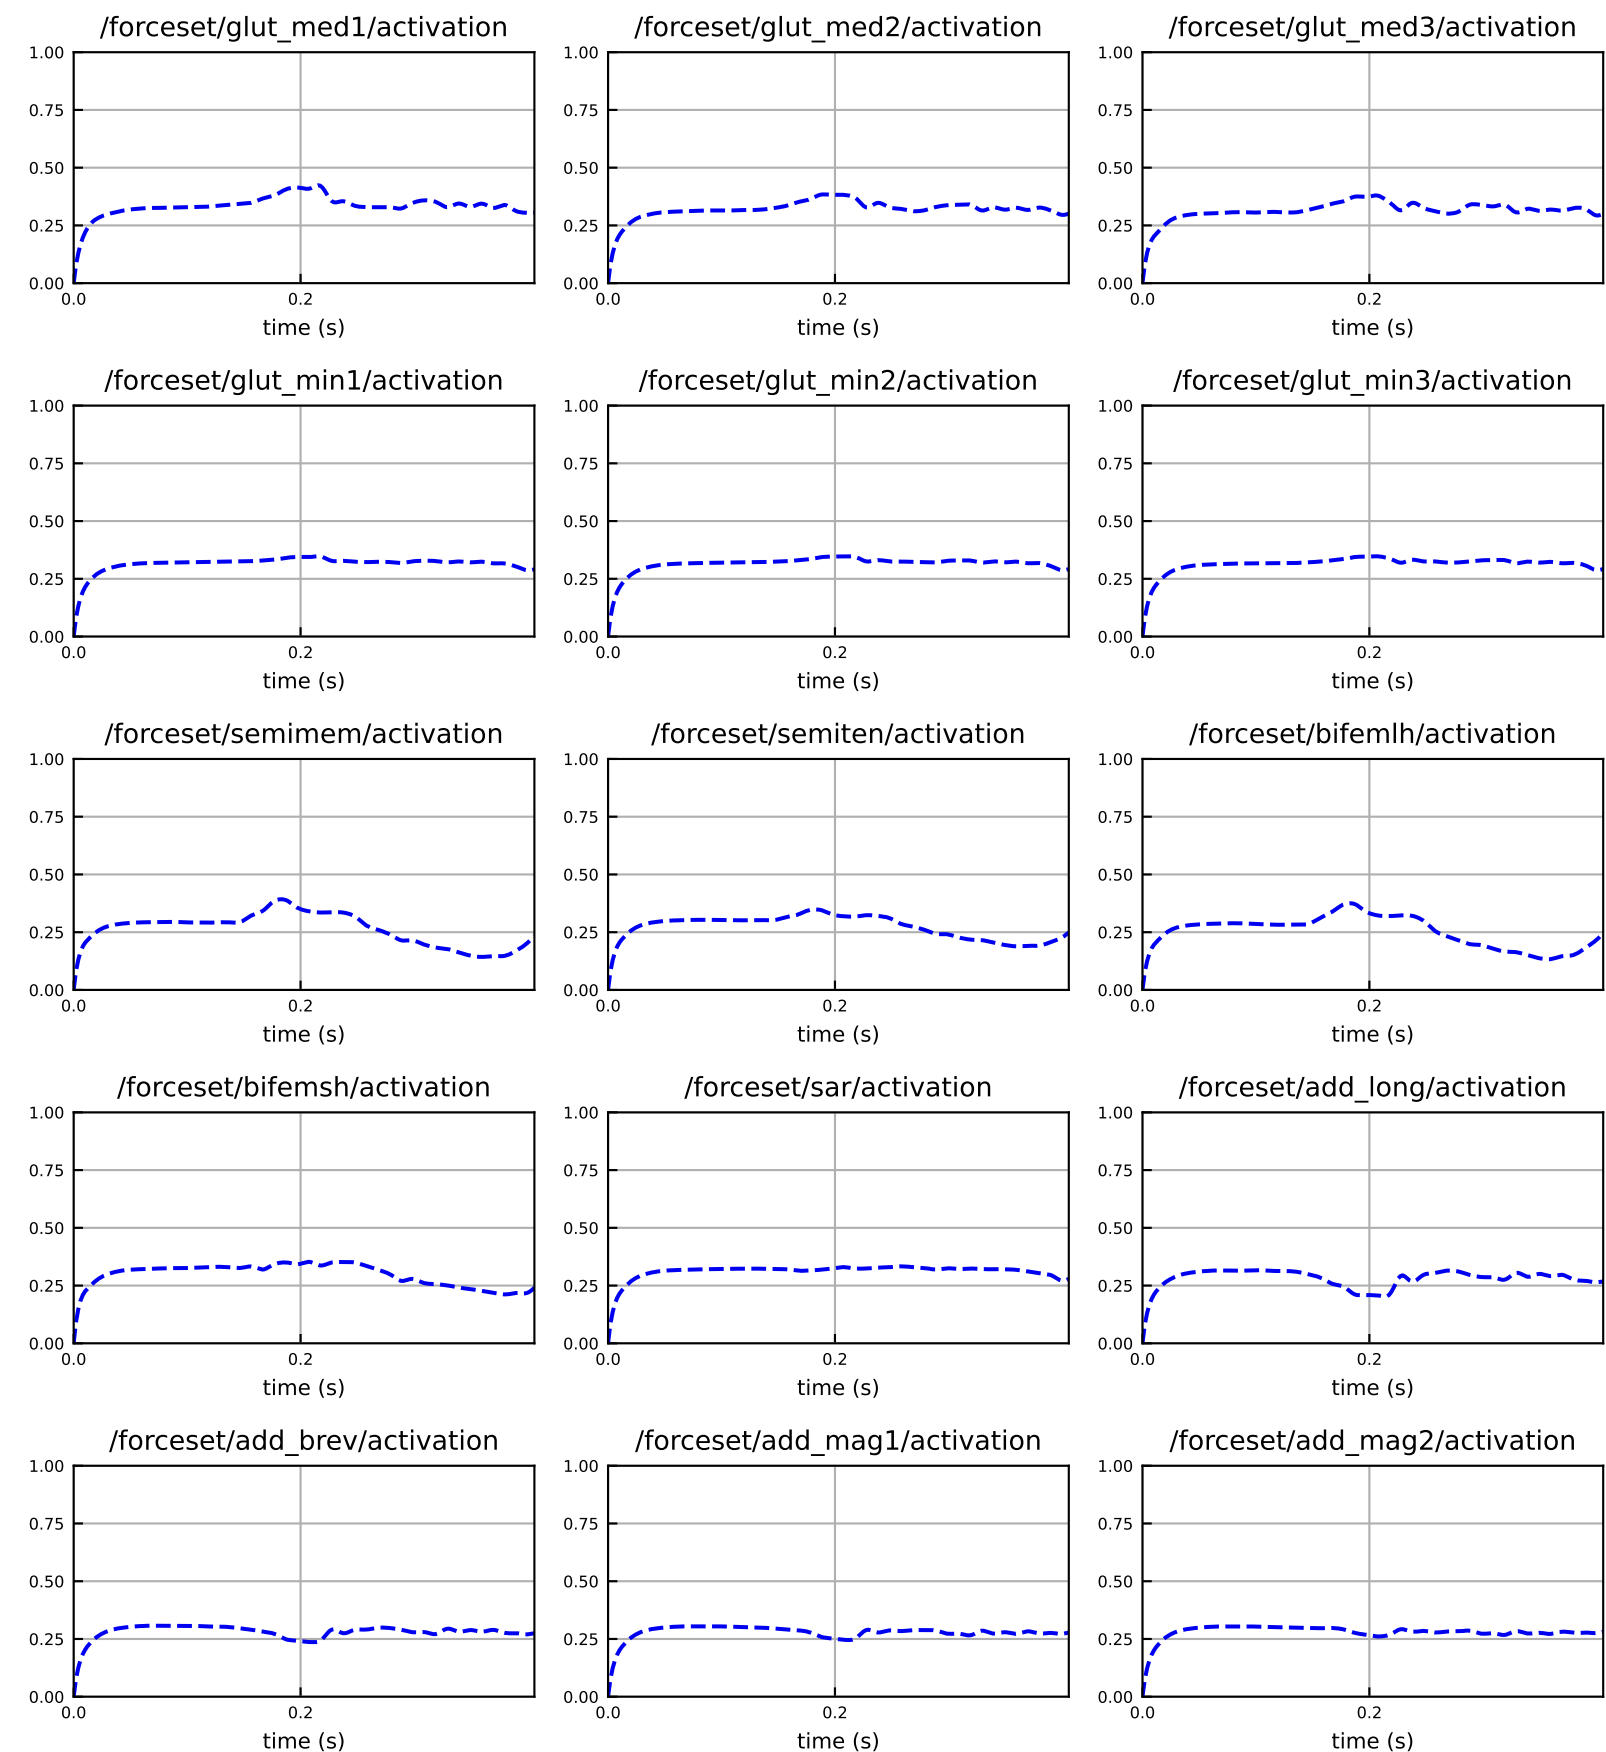 /forceset/glut_med1/activation /forceset/glut_med2/activation /forceset/glut_med3/activation
1.00 1.00 1.00
0.75 0.75 0.75
0.50 0.50 0.50
0.25 0.25 0.25
0.00 0.00 0.00
0.0 0.2 0.0 0.2 0.0 0.2
time (s) time (s) time (s)
/forceset/glut_min1/activation /forceset/glut_min2/activation /forceset/glut_min3/activation
1.00 1.00 1.00
0.75 0.75 0.75
0.50 0.50 0.50
0.25 0.25 0.25
0.00 0.00 0.00
0.0 0.2 0.0 0.2 0.0 0.2
time (s) time (s) time (s)
/forceset/semimem/activation /forceset/semiten/activation /forceset/bifemlh/activation
1.00 1.00 1.00
0.75 0.75 0.75
0.50 0.50 0.50
0.25 0.25 0.25
0.00 0.00 0.00
0.0 0.2 0.0 0.2 0.0 0.2
time (s) time (s) time (s)
/forceset/bifemsh/activation /forceset/sar/activation /forceset/add_long/activation
1.00 1.00 1.00
0.75 0.75 0.75
0.50 0.50 0.50
0.25 0.25 0.25
0.00 0.00 0.00
0.0 0.2 0.0 0.2 0.0 0.2
time (s) time (s) time (s)
/forceset/add_brev/activation /forceset/add_mag1/activation /forceset/add_mag2/activation
1.00 1.00 1.00
0.75 0.75 0.75
0.50 0.50 0.50
0.25 0.25 0.25
0.00 0.00 0.00
0.0 0.2 0.0 0.2 0.0 0.2
time (s) time (s) time (s)